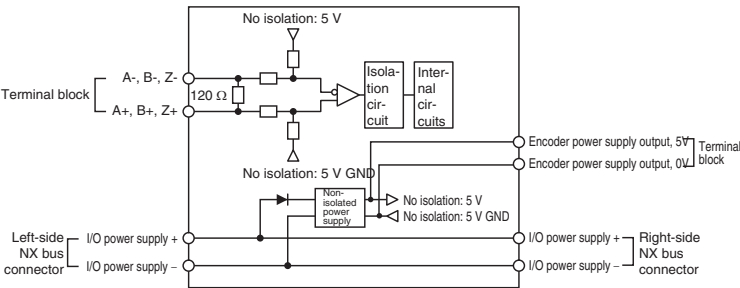 No isolation: 5 V
A-, B-, Z-
Terminal block
120 Ω
A+, B+, Z+
Isola-
tion
cir-
cuit
Inter-
nal
cir-
cuits
No isolation: 5 V GND
Encoder power supply output, 5V
Encoder power supply output, 0V
Terminal
block
Non-
isolated
power
supply
No isolation: 5 V
No isolation: 5 V GND
Left-side
NX bus
connector
I/O power supply +
I/O power supply –
I/O power supply +
I/O power supply –
Right-side
NX bus
connector